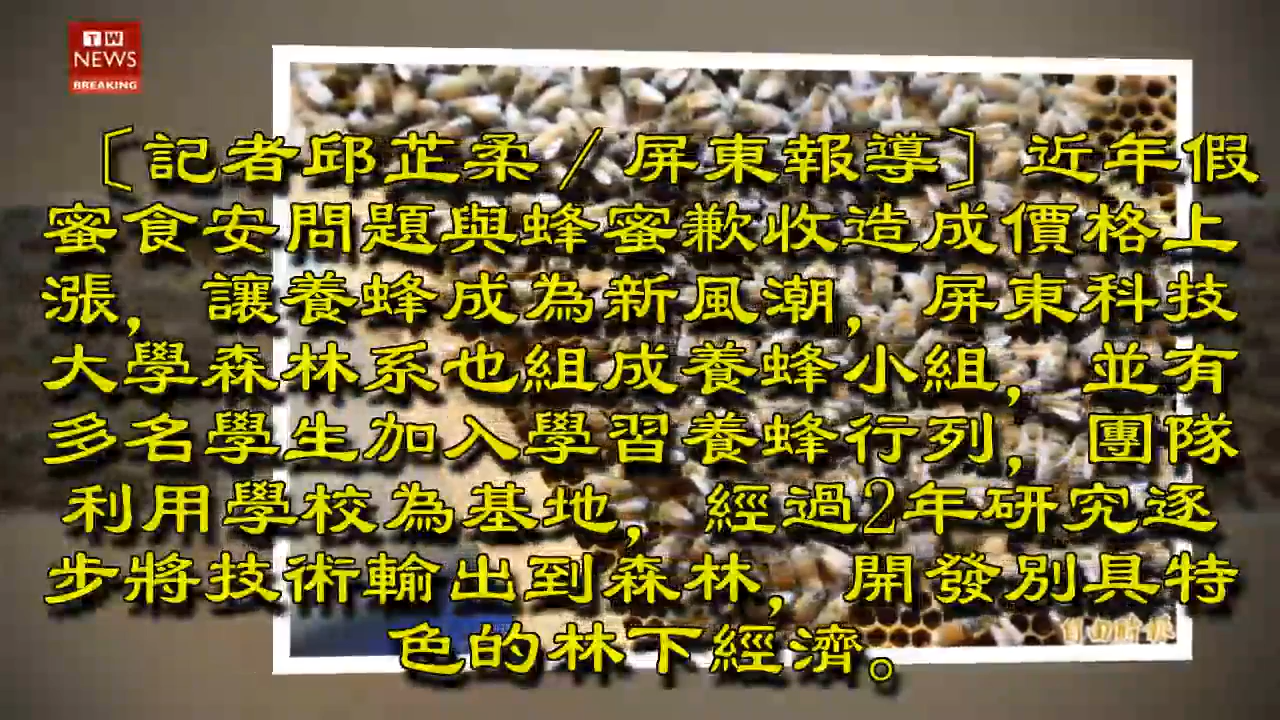 TW
NEWS
BREAKING
〔記者邱芷柔／屏東報導〕近年假
蜜食安問題與蜂蜜歉收造成價格上
漲，讓養蜂成為新風潮，屏東科技
大學森林系也組成養蜂小組，並有
多名學生加入學習養蜂行列，團隊
利用學校為基地，經過2年研究逐
步將技術輸出到森林，開發別具特
色的林下經濟。
自由時報